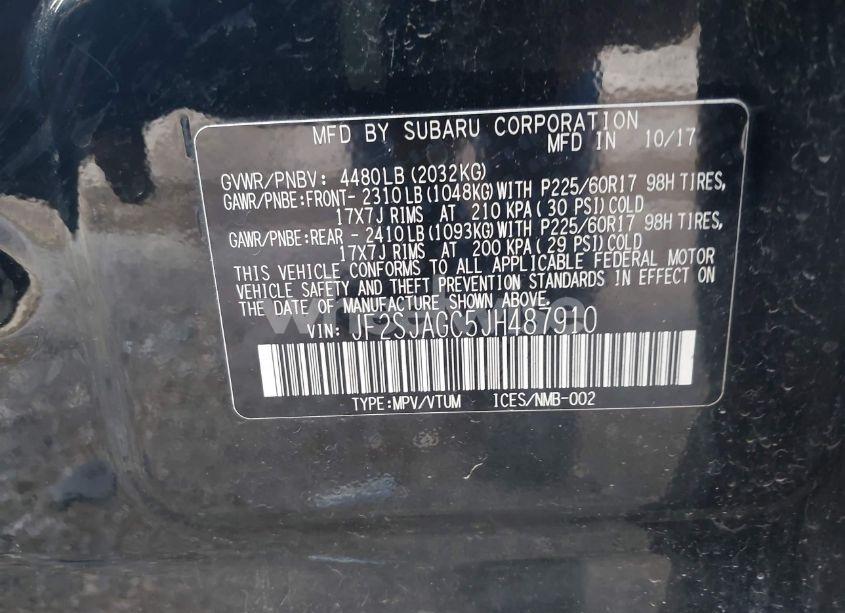 MFD BY SUBARU CORPORATION
MFD IN 10/17
GVWR/PNBV: 4480LB (2032KG)
GAWR/PNBE:FRONT- 2310LB(1048KG)WITH P225/60R17 98H TIRES,
17X7J RIMS AT 210 KPA( 30 PSI)COLD
GAWR/PNBE:REAR - 2410LB(1093KG)WITH P225/60R17 98H TIRES,
17X7J RIMS AT 200 KPA( 29 PSI)COLD
THIS VEHICLE CONFORMS TO ALL APPLICABLE FEDERAL MOTOR
VEHICLE SAFETY AND THEFT PREVENTION STANDARDS IN EFFECT ON
THE DATE OF MANUFACTURE SHOWN ABOVE.
VIN: JF2SJAGC5JH487910
TYPE:MPV/VTUM ICES/NMB-002